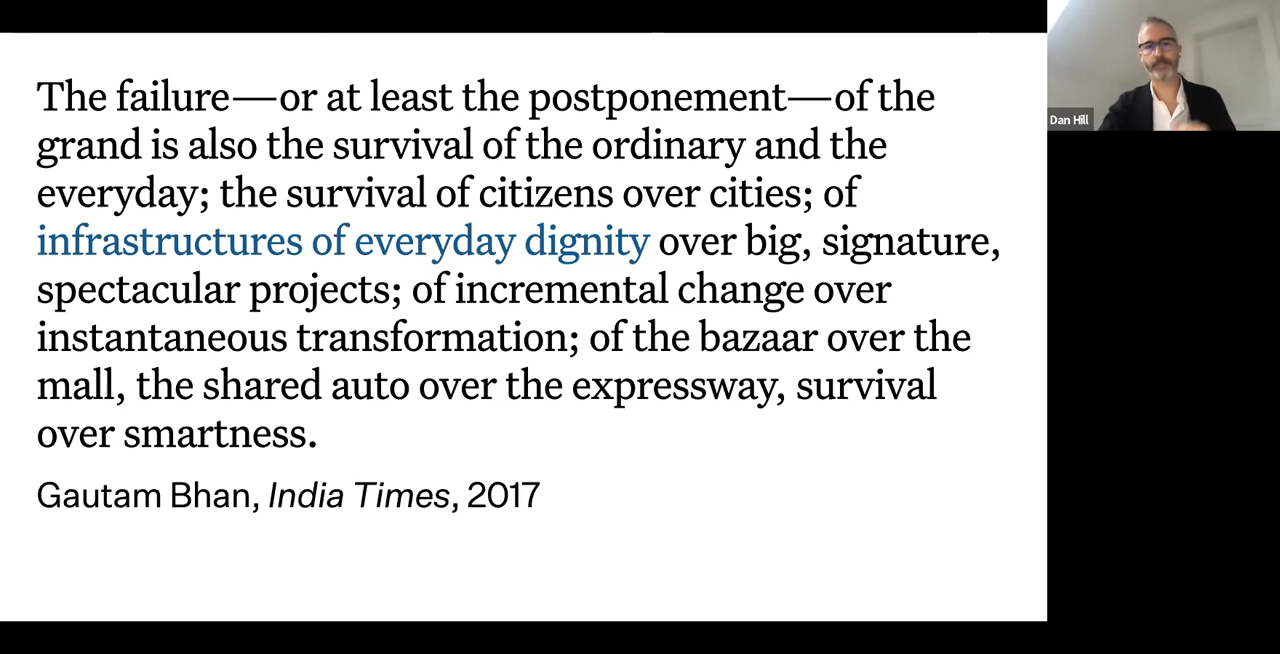 The failure—or at least the postponement—of the
grand is also the survival of the ordinary and the
everyday; the survival of citizens over cities; of
infrastructures of everyday dignity over big, signature,
spectacular projects; of incremental change over
instantaneous transformation; of the bazaar over the
mall, the shared auto over the expressway, survival
over smartness.
Gautam Bhan, India Times, 2017
Dan Hill